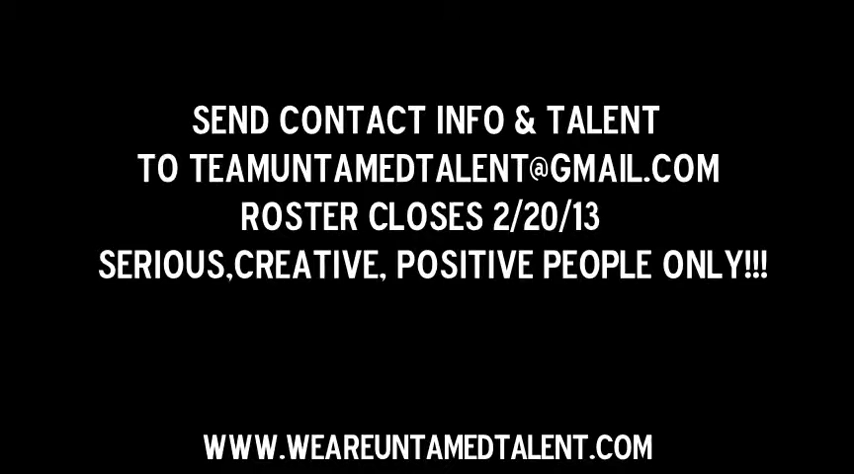 SEND CONTACT INFO & TALENT
TO TEAMUNTAMEDTALENT@GMAIL.COM
ROSTER CLOSES 2/20/13
SERIOUS,CREATIVE, POSITIVE PEOPLE ONLY!!!
WWW.WEAREUNTAMEDTALENT.COM